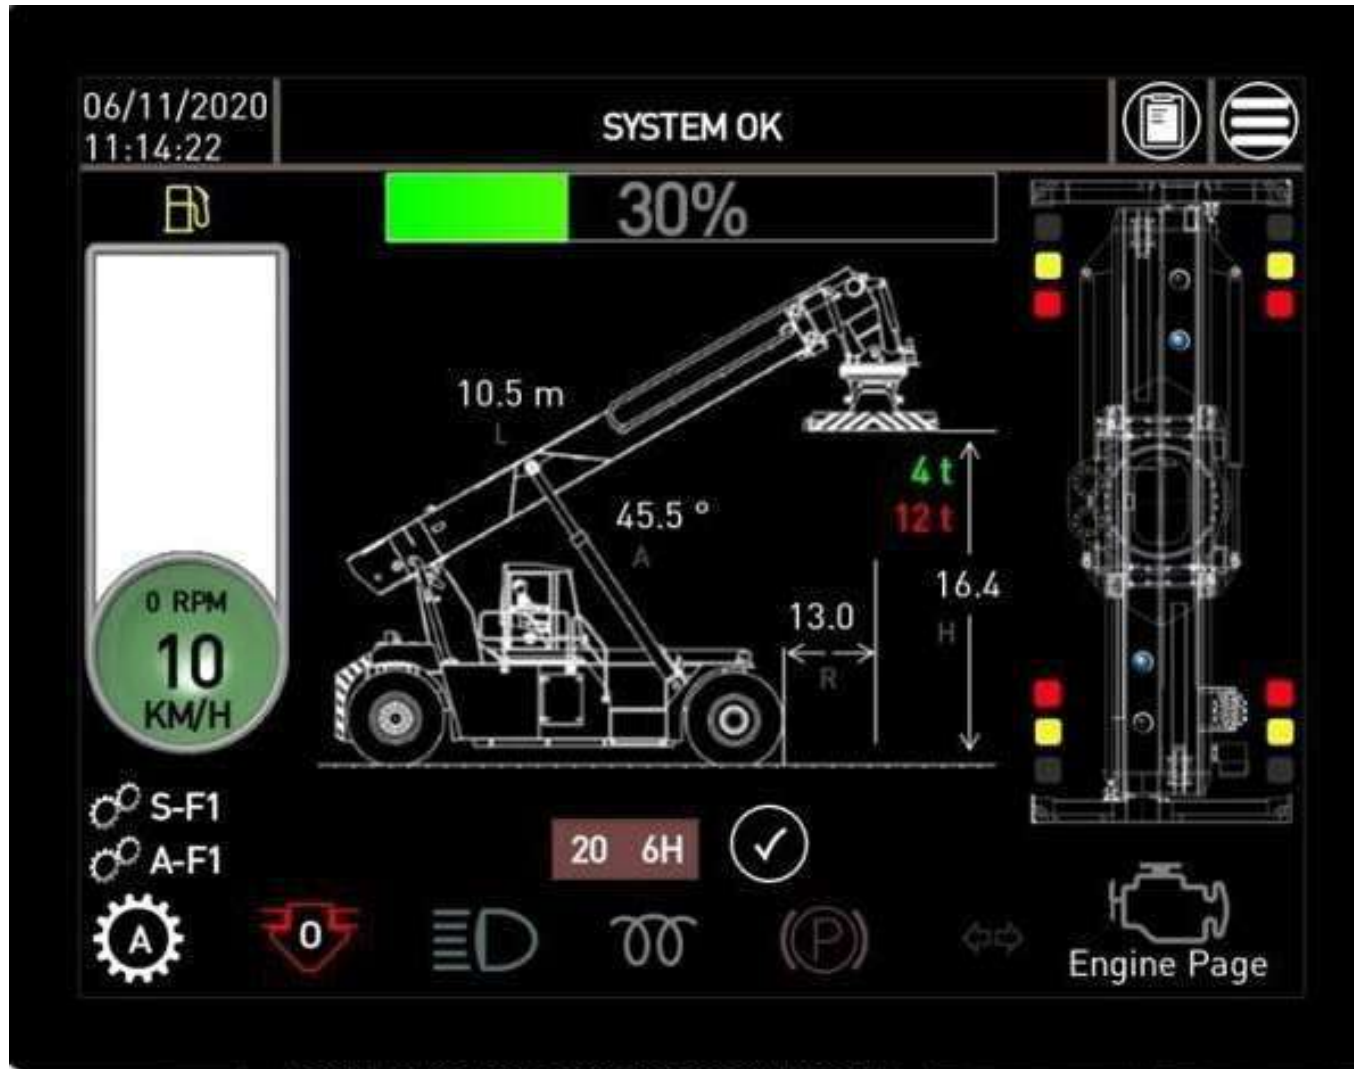 06/11/2020
11:14:22
SYSTEM OK
30%
10.5 m
L
45.5 °
A
4 t
12 t
16.4
H
13.0
R
0 RPM
10
KM/H
S-F1
A-F1
20 6H
A
0
P
Engine Page